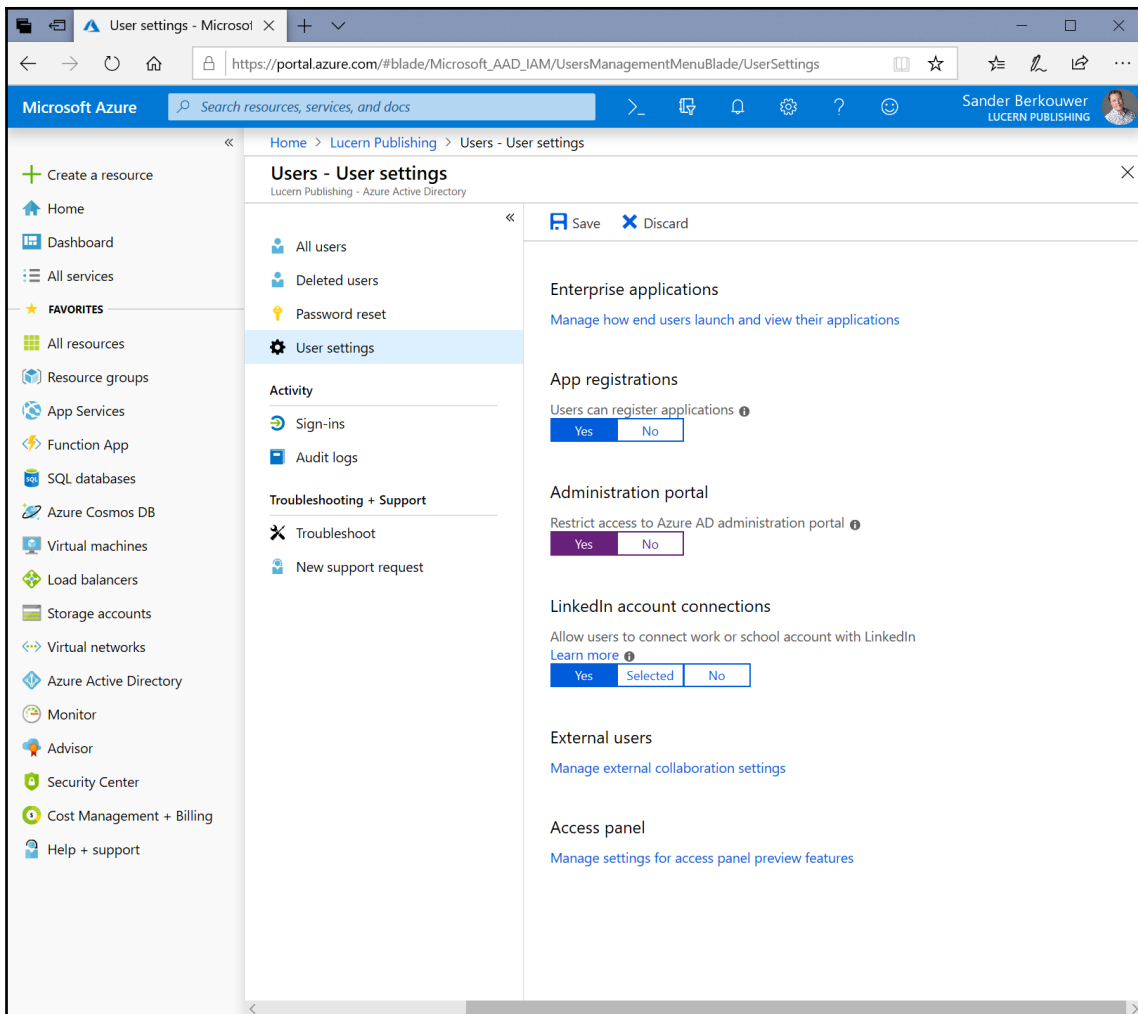 User settings - Microsof
https://portal.azure.com/#blade/Microsoft_AAD_IAM/UsersManagementMenuBlade/UserSettings
Microsoft Azure
Search resources, services, and docs
Sander Berkouwer
LUCERN PUBLISHING
Home > Lucern Publishing > Users - User settings
Create a resource
Home
Dashboard
All services
FAVORITES
All resources
Resource groups
App Services
Function App
SQL
SQL databases
Azure Cosmos DB
Virtual machines
Load balancers
Storage accounts
Virtual networks
Azure Active Directory
Monitor
Advisor
Security Center
Cost Management + Billing
Help + support
Users - User settings
Lucern Publishing - Azure Active Directory
All users
Deleted users
Password reset
User settings
Activity
Sign-ins
Audit logs
Troubleshooting + Support
Troubleshoot
New support request
Save Discard
Enterprise applications
Manage how end users launch and view their applications
App registrations
Users can register applications
Yes No
Administration portal
Restrict access to Azure AD administration portal
Yes No
LinkedIn account connections
Allow users to connect work or school account with LinkedIn
Learn more
Yes Selected No
External users
Manage external collaboration settings
Access panel
Manage settings for access panel preview features